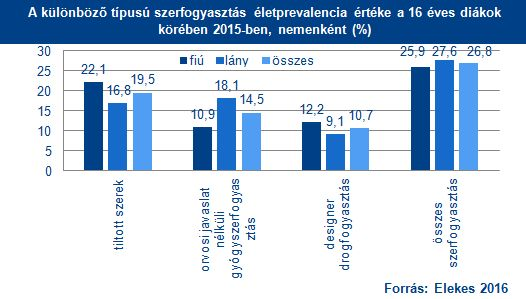 A különböző típusú szerfogyasztás életprevalencia értéke a 16 éves diákok
körében 2015-ben, nemenként (%)
30
25
20
15
10
5
0
fiú
lány
összes
22,1
16,8
19,5
10,9
18,1
14,5
12,2
9,1
10,7
25,9
27,6
26,8
tiltott szerek
orvosi javaslat
nélküli
gyógyszerfogyas
ztás
designer
drogfogyasztás
összes
szerfogyasztás
Forrás: Elekes 2016